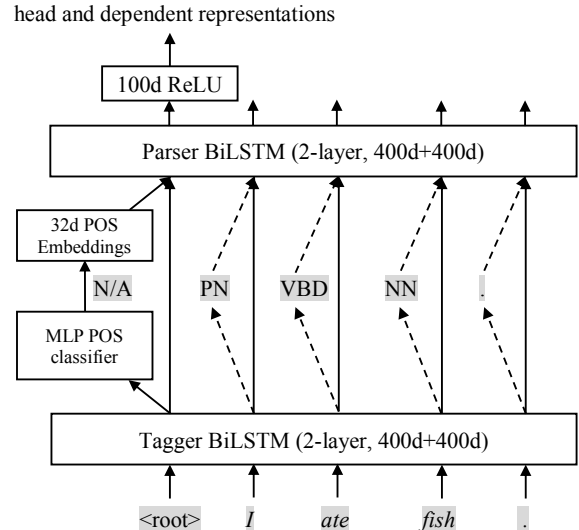 head and dependent representations
100d ReLU
Parser BiLSTM (2-layer, 400d+400d)
32d POS
Embeddings
N/A PN VBD NN .
MLP POS
classifier
Tagger BiLSTM (2-layer, 400d+400d)
<root> I ate fish .